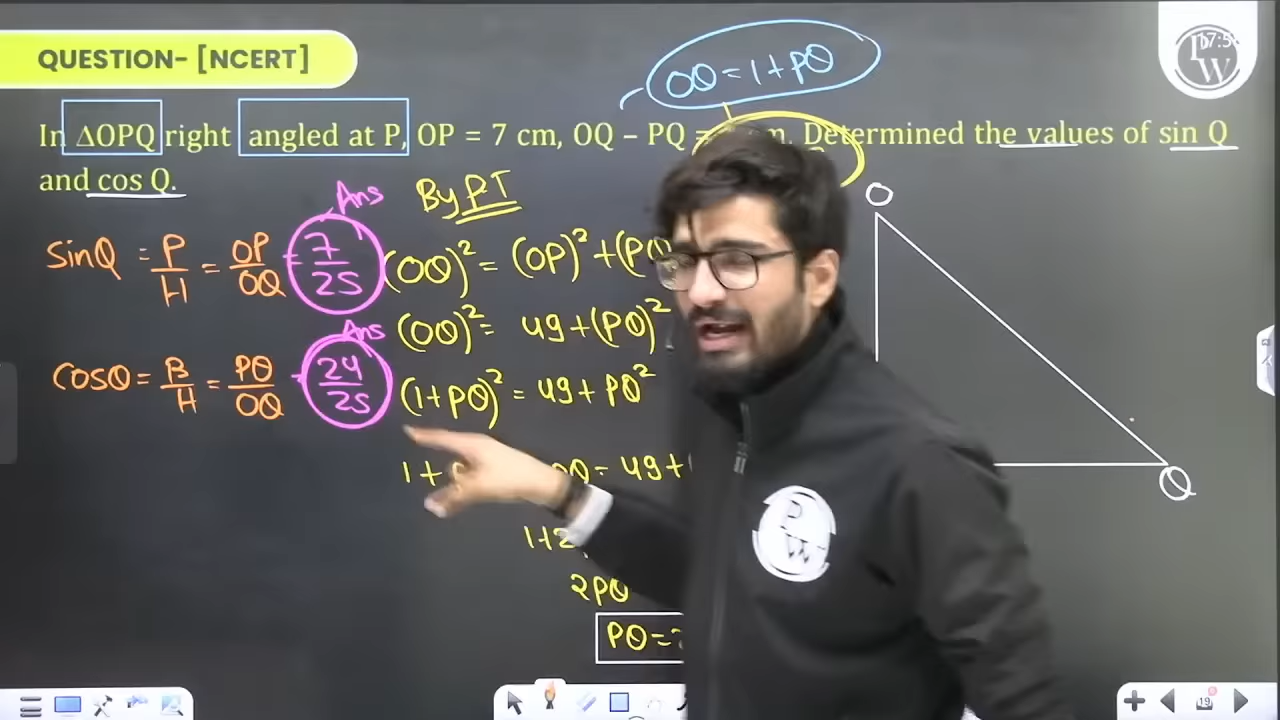 QUESTION- [NCERT]
OQ = 1 + PQ
In ΔOPQ right angled at P, OP = 7 cm, OQ – PQ = m. Determined the values of sin Q
and cos Q.
Ans
By PT
sinQ = P/H = OP/OQ = 7/25
(OQ)² = (OP)² + (PQ
Ans
(OQ)² = 49 + (PQ)²
cosQ = B/H = PQ/OQ = 24/25
(1 + PQ)² = 49 + PQ²
1 + = 49 +
1+2
2PQ
PQ =
O
Q
PW
PW
19